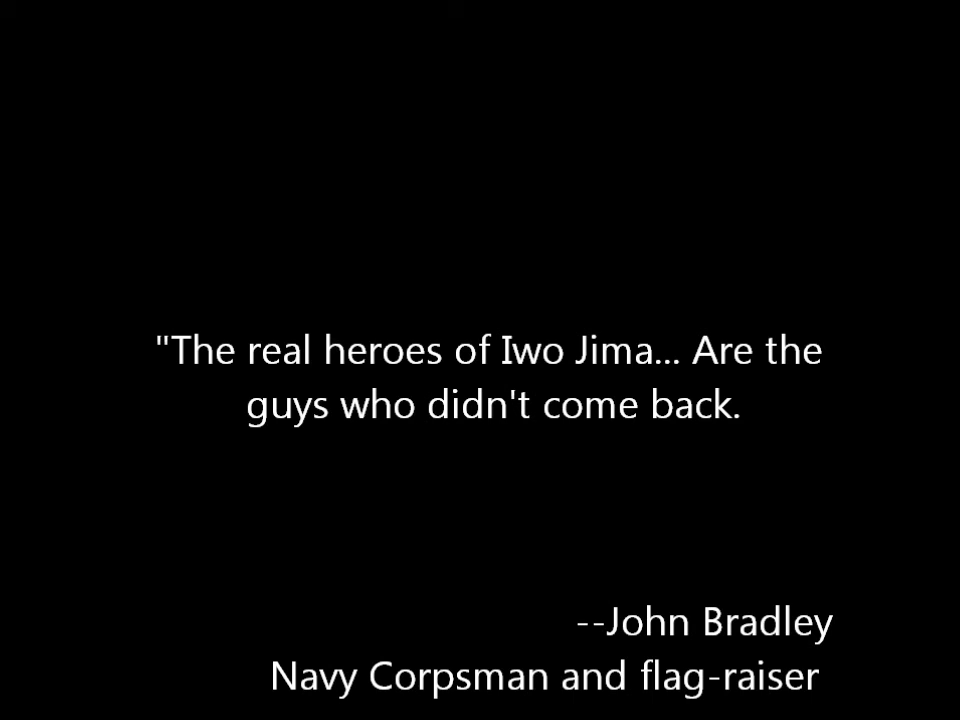 "The real heroes of Iwo Jima... Are the
guys who didn't come back.
--John Bradley
Navy Corpsman and flag-raiser